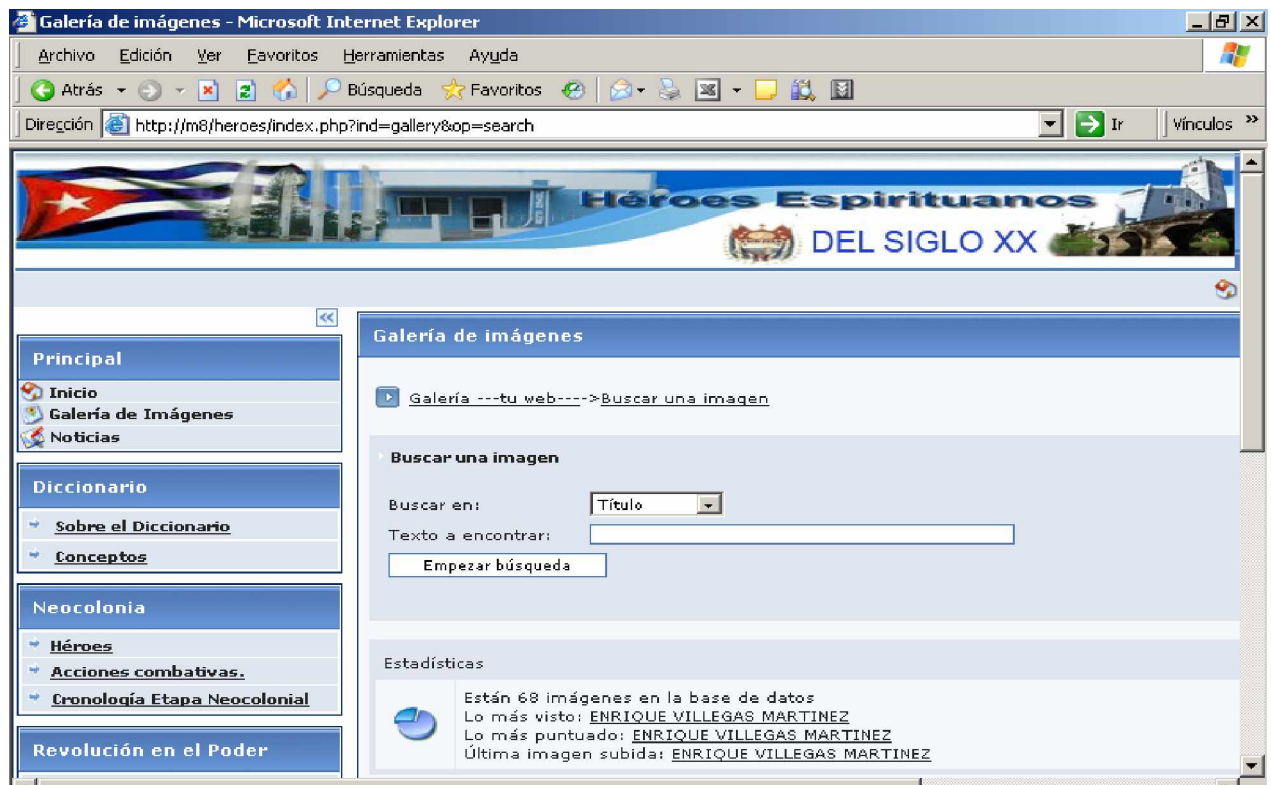 Galería de imágenes - Microsoft Internet Explorer
Archivo Edición Ver Favoritos Herramientas Ayuda
Atrás Búsqueda Favoritos
Dirección http://m8/heroes/index.php?ind=gallery&op=search Ir Vínculos »
Héroes Espirituanos
DEL SIGLO XX
Principal
Inicio
Galería de Imágenes
Noticias
Diccionario
Sobre el Diccionario
Conceptos
Neocolonia
Héroes
Acciones combativas.
Cronología Etapa Neocolonial
Revolución en el Poder
Galería de imágenes
Galería ---tu web---->Buscar una imagen
Buscar una imagen
Buscar en: Título
Texto a encontrar:
Empezar búsqueda
Estadísticas
Están 68 imágenes en la base de datos
Lo más visto: ENRIQUE VILLEGAS MARTINEZ
Lo más puntuado: ENRIQUE VILLEGAS MARTINEZ
Última imagen subida: ENRIQUE VILLEGAS MARTINEZ